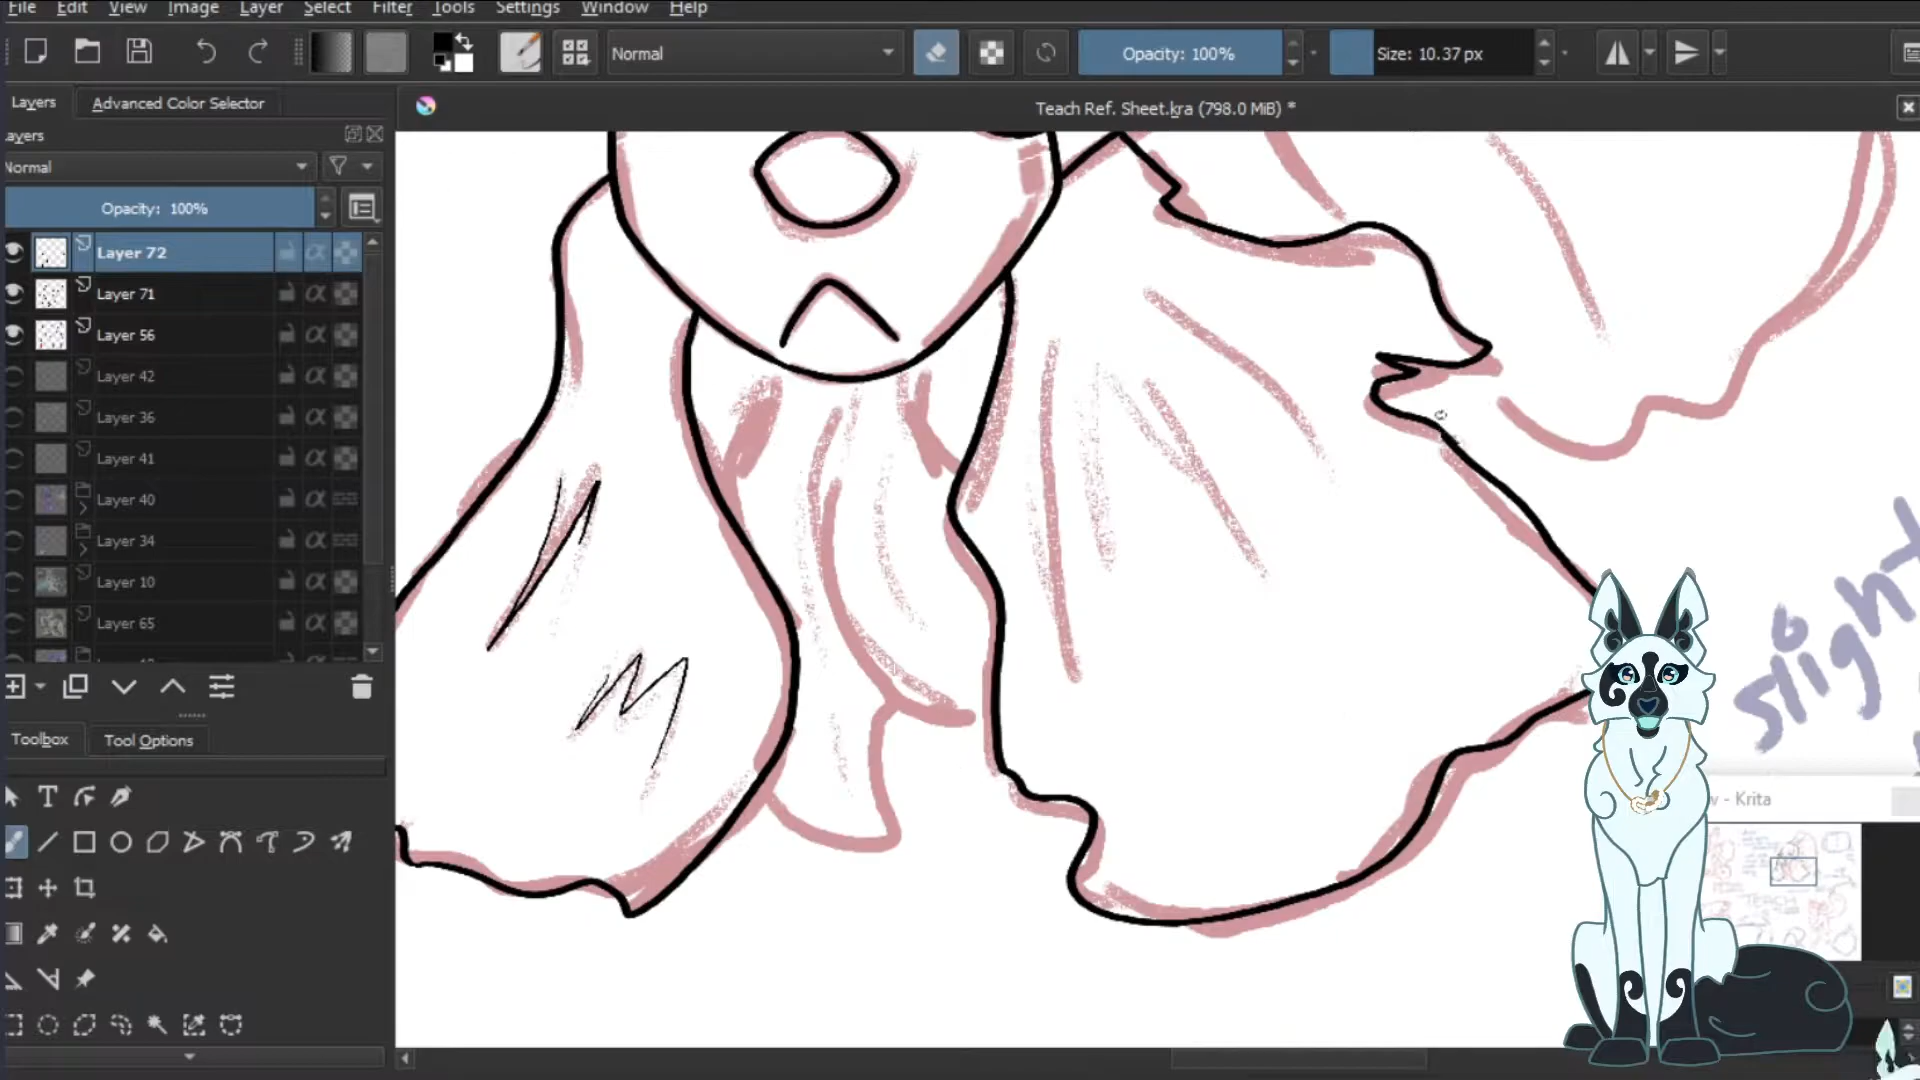 File Edit View Image Layer Select Filter Tools Settings Window Help
Normal Opacity: 100% Size: 10.37 px
Layers Advanced Color Selector
Teach Ref. Sheet.kra (798.0 MiB) *
ayers
Normal
Opacity: 100%
Layer 72
Layer 71
Layer 56
Layer 42
Layer 36
Layer 41
Layer 40
Layer 34
Layer 10
Layer 65
slight
Toolbox Tool Options
- Krita